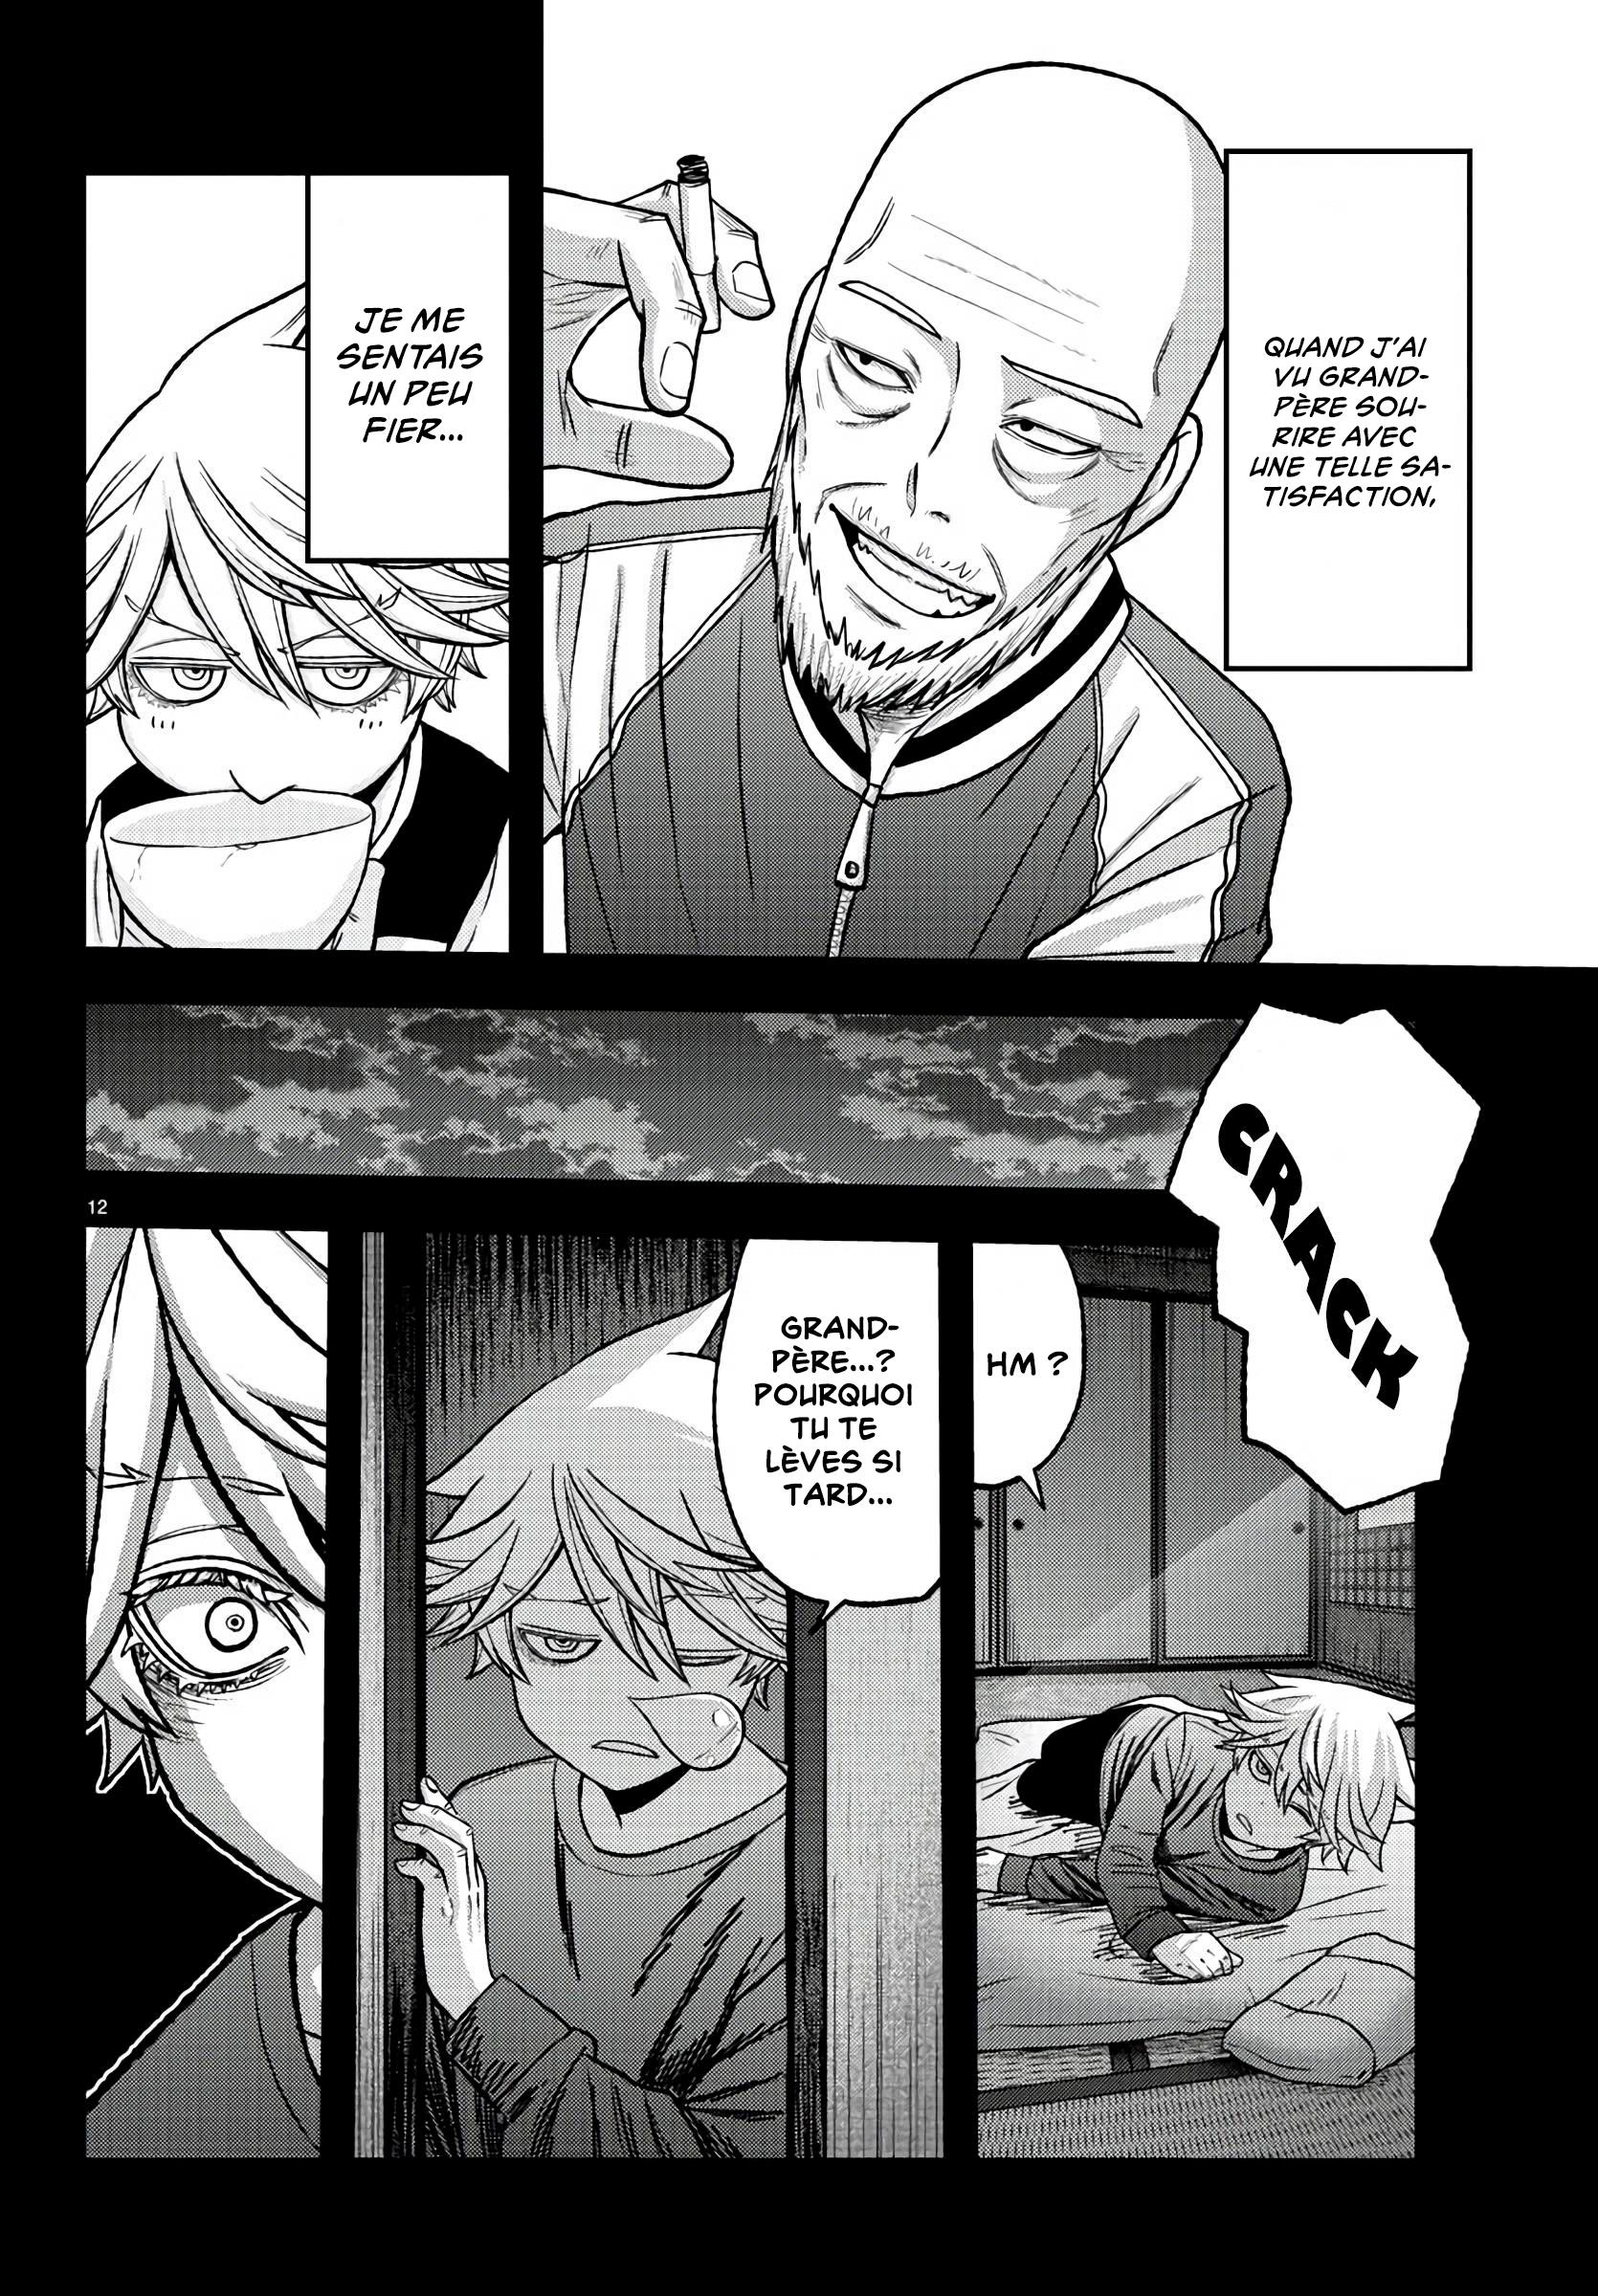 QUAND J'AI
VU GRAND-
PÈRE SOU-
RIRE AVEC
UNE TELLE SA-
TISFACTION,
JE ME
SENTAIS
UN PEU
FIER...
CRACK
HM ?
GRAND-
PÈRE...?
POURQUOI
TU TE
LÈVES SI
TARD...
12